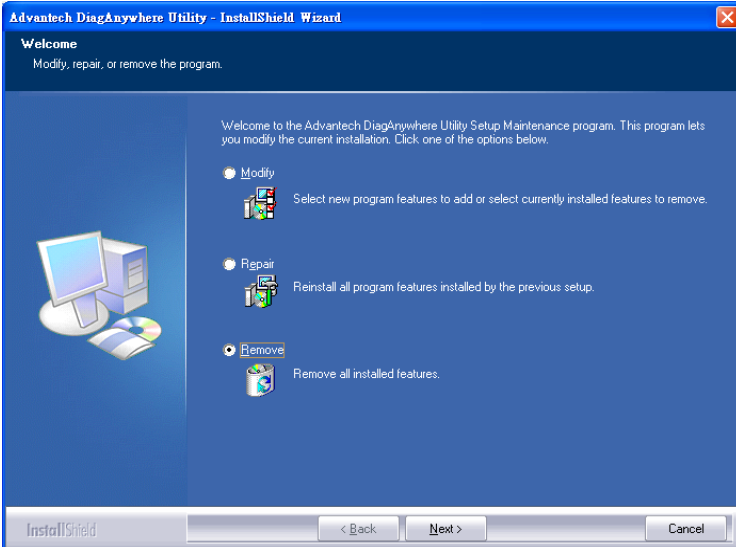 Advantech DiagAnywhere Utility - InstallShield Wizard
Welcome
Modify, repair, or remove the program.
Welcome to the Advantech DiagAnywhere Utility Setup Maintenance program. This program lets
you modify the current installation. Click one of the options below.
Modify
Select new program features to add or select currently installed features to remove.
Repair
Reinstall all program features installed by the previous setup.
Remove
Remove all installed features.
InstallShield
< Back
Next >
Cancel